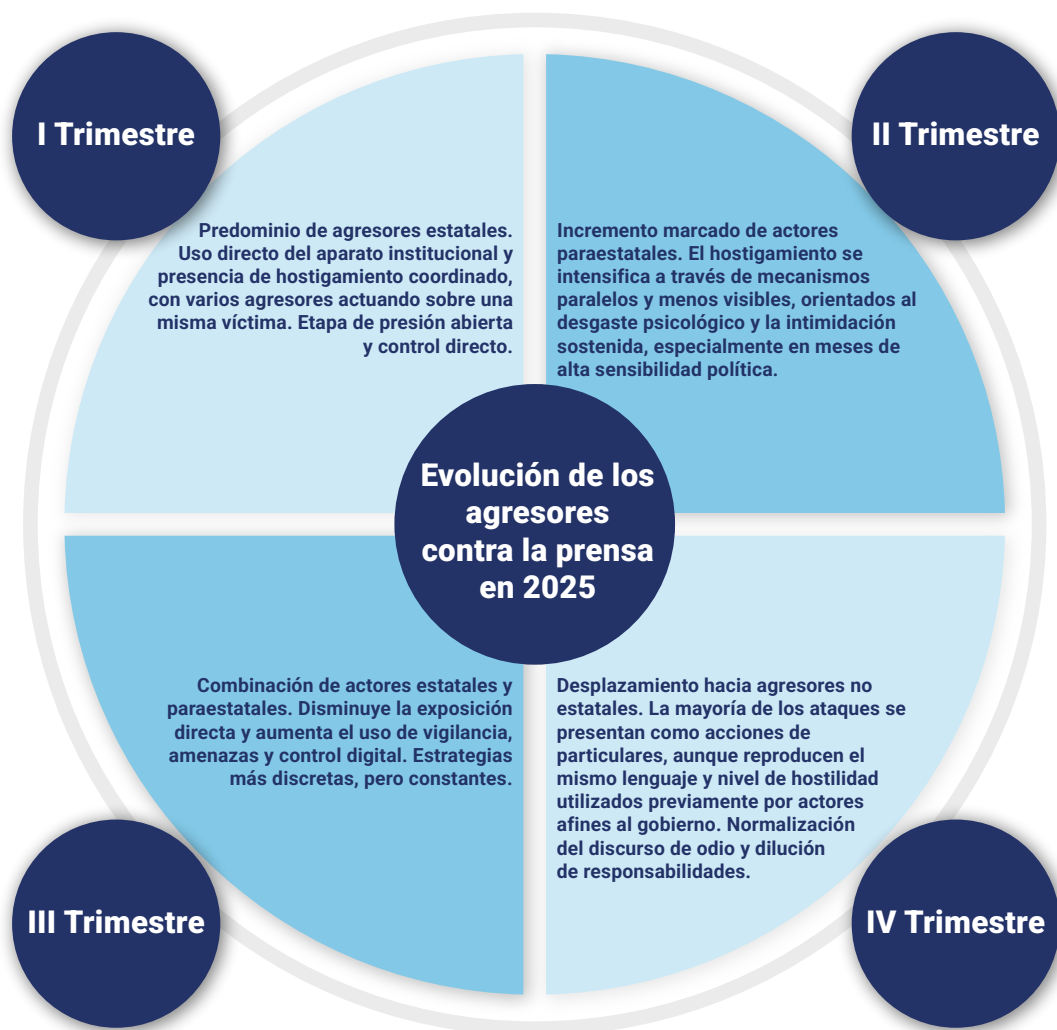 I Trimestre
Predominio de agresores estatales.
Uso directo del aparato institucional y
presencia de hostigamiento coordinado,
con varios agresores actuando sobre una
misma víctima. Etapa de presión abierta
y control directo.
II Trimestre
Incremento marcado de actores
paraestatales. El hostigamiento se
intensifica a través de mecanismos
paralelos y menos visibles, orientados al
desgaste psicológico y la intimidación
sostenida, especialmente en meses de
alta sensibilidad política.
Evolución de los
agresores
contra la prensa
en 2025
Combinación de actores estatales y
paraestatales. Disminuye la exposición
directa y aumenta el uso de vigilancia,
amenazas y control digital. Estrategias
más discretas, pero constantes.
III Trimestre
Desplazamiento hacia agresores no
estatales. La mayoría de los ataques se
presentan como acciones de
particulares, aunque reproducen el
mismo lenguaje y nivel de hostilidad
utilizados previamente por actores
afines al gobierno. Normalización
del discurso de odio y dilución
de responsabilidades.
IV Trimestre